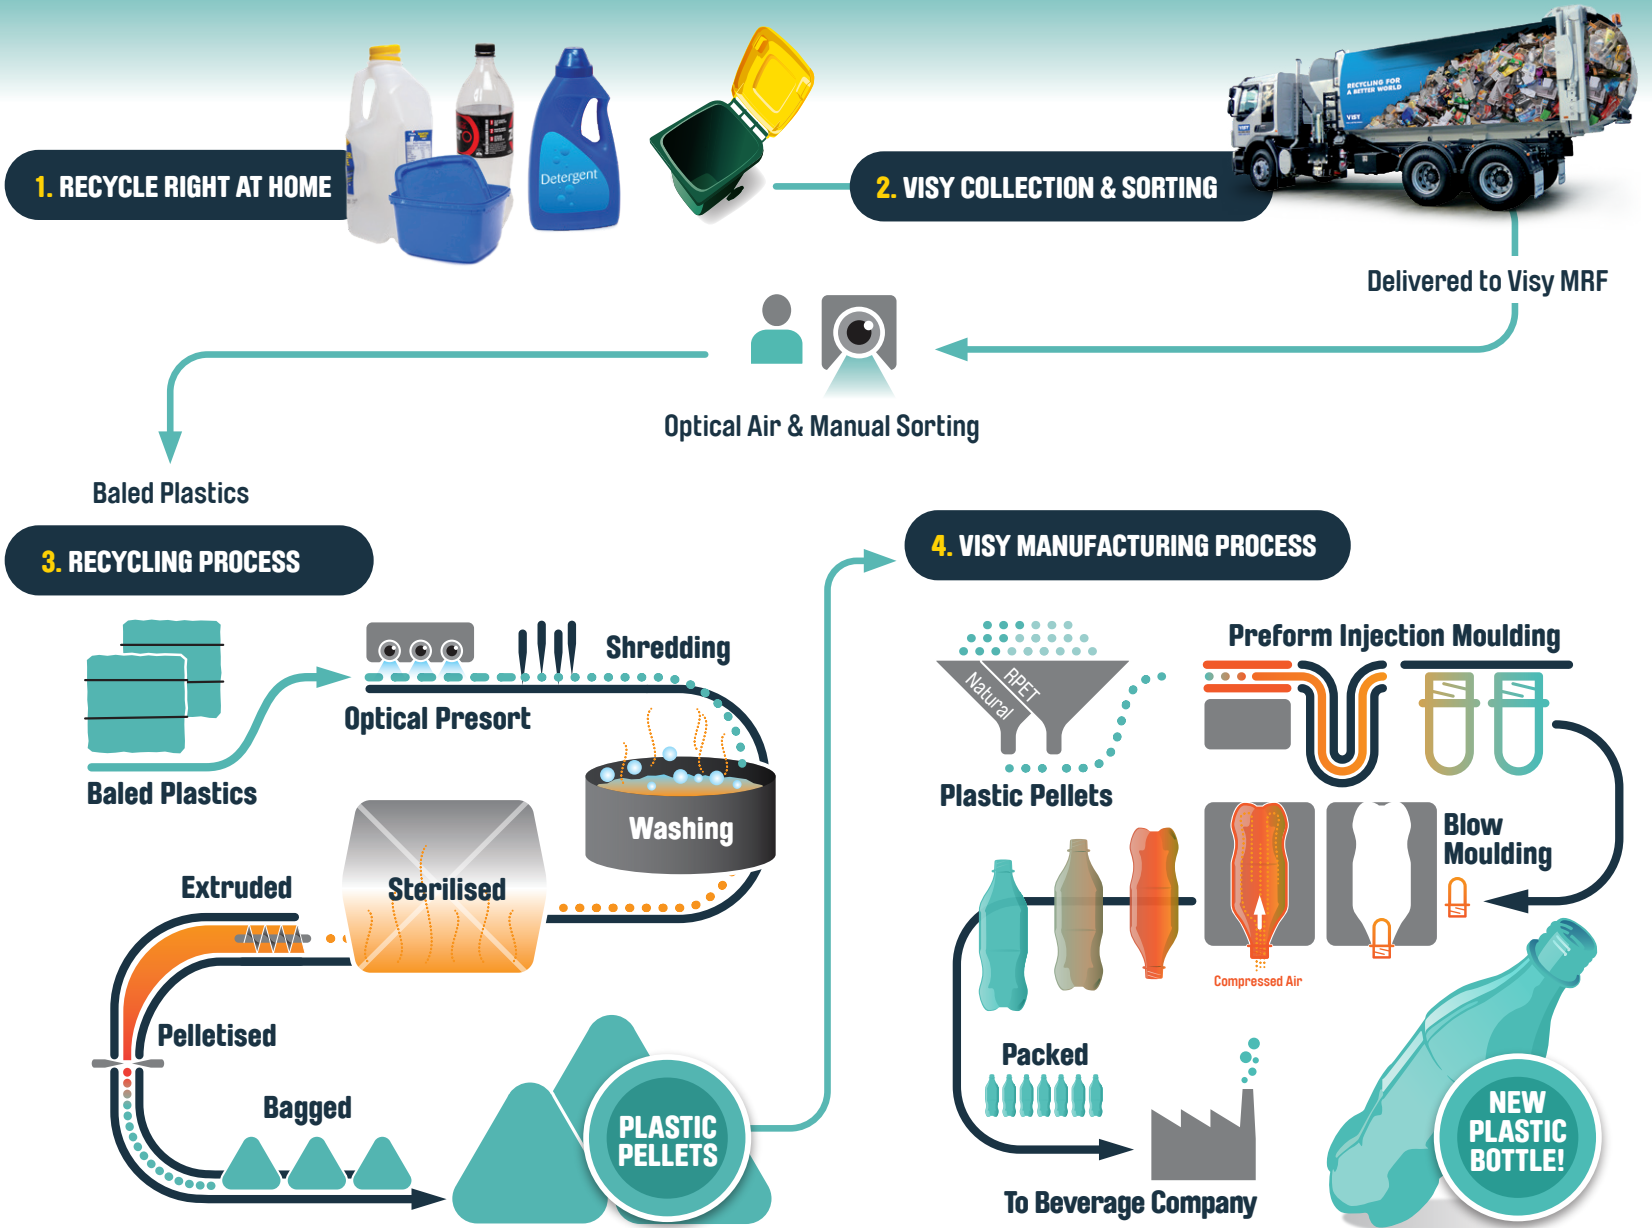 1. RECYCLE RIGHT AT HOME
Detergent
2. VISY COLLECTION & SORTING
RECYCLING FOR
A BETTER WORLD
VISY
Delivered to Visy MRF
Optical Air & Manual Sorting
Baled Plastics
3. RECYCLING PROCESS
Baled Plastics
Optical Presort
Shredding
Washing
Sterilised
Extruded
Pelletised
Bagged
PLASTIC
PELLETS
4. VISY MANUFACTURING PROCESS
Natural
RPET
Plastic Pellets
Preform Injection Moulding
Blow
Moulding
Compressed Air
Packed
To Beverage Company
NEW
PLASTIC
BOTTLE!